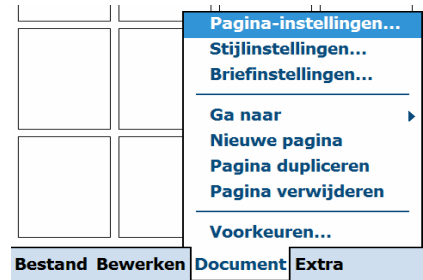 Pagina-instellingen...
Stijlinstellingen...
Briefinstellingen...
Ga naar
Nieuwe pagina
Pagina dupliceren
Pagina verwijderen
Voorkeuren...
Bestand Bewerken Document Extra